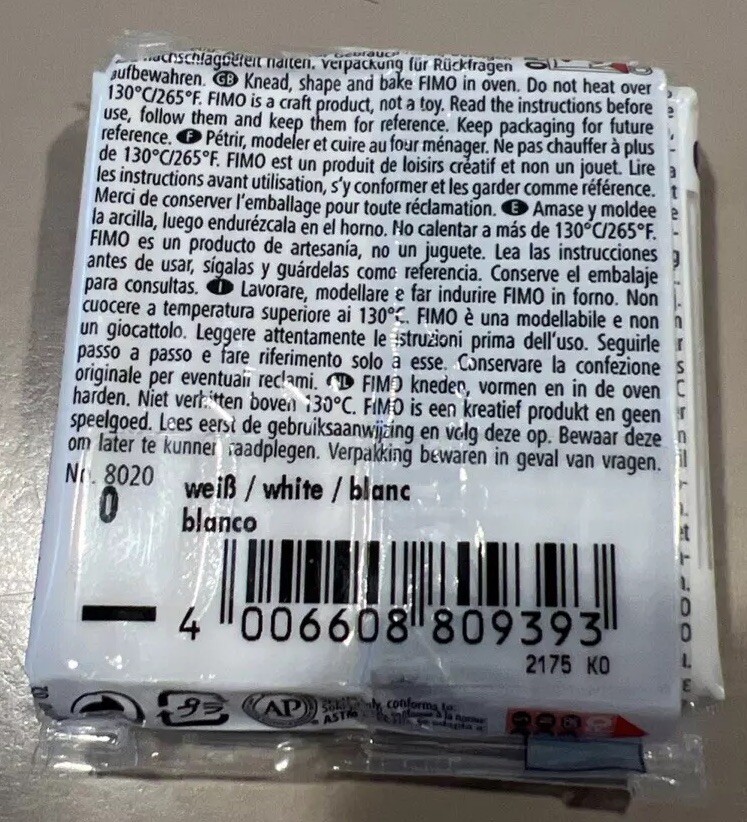 nachschlagbereit halten. Verpackung für Rückfragen
aufbewahren. GB Knead, shape and bake FIMO in oven. Do not heat over
130°C/265°F. FIMO is a craft product, not a toy. Read the instructions before
use, follow them and keep them for reference. Keep packaging for future
reference. F Pétrir, modeler et cuire au four ménager. Ne pas chauffer à plus
de 130°C/265°F. FIMO est un produit de loisirs créatif et non un jouet. Lire
les instructions avant utilisation, s'y conformer et les garder comme référence.
Merci de conserver l'emballage pour toute réclamation. E Amase y moldee
la arcilla, luego endurézcala en el horno. No calentar a más de 130°C/265°F.
FIMO es un producto de artesanía, no un juguete. Lea las instrucciones
antes de usar, sígalas y guárdelas como referencia. Conserve el embalaje
para consultas. I Lavorare, modellare e far indurire FIMO in forno. Non
cuocere a temperatura superiore ai 130°C. FIMO è una modellabile e non
un giocattolo. Leggere attentamente le istruzioni prima dell'uso. Seguirle
passo a passo e fare riferimento solo a esse. Conservare la confezione
originale per eventuali reclami. NL FIMO kneden, vormen en in de oven
harden. Niet verhitten boven 130°C. FIMO is een kreatief produkt en geen
speelgoed. Lees eerst de gebruiksaanwijzing en volg deze op. Bewaar deze
om later te kunnen raadplegen. Verpakking bewaren in geval van vragen.
Nr. 8020
0
weiß / white / blanc
blanco
4 006608 809393
2175 KO
AP
conforms to
ASTM